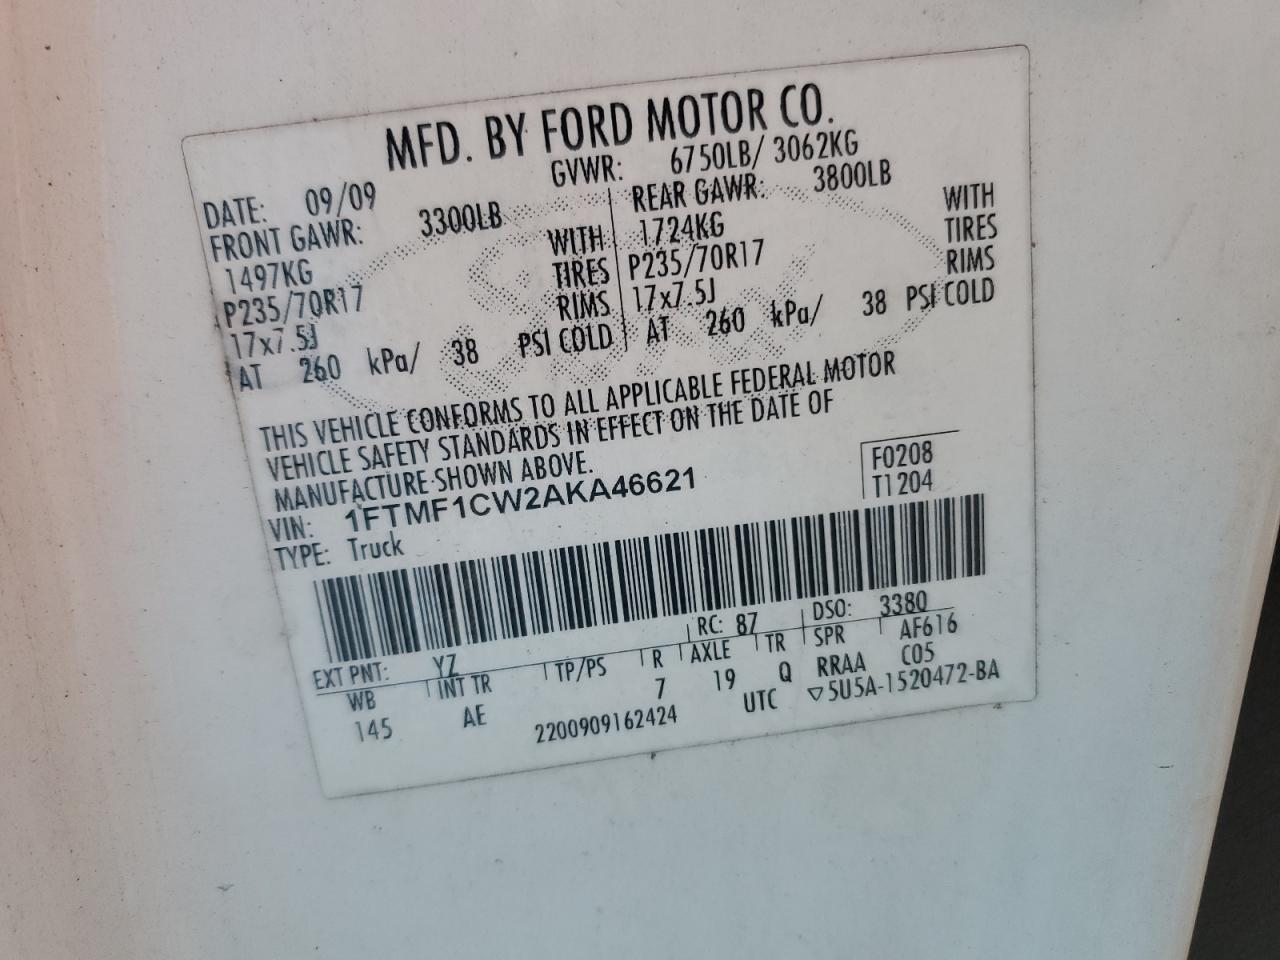 MFD. BY FORD MOTOR CO.
DATE: 09/09 GVWR: 6750LB/ 3062KG
FRONT GAWR: 3300LB REAR GAWR: 3800LB
1497KG WITH 1724KG WITH
P235/70R17 TIRES P235/70R17 TIRES
17x7.5J RIMS 17x7.5J RIMS
AT 260 kPa/ 38 PSI COLD AT 260 kPa/ 38 PSI COLD
THIS VEHICLE CONFORMS TO ALL APPLICABLE FEDERAL MOTOR
VEHICLE SAFETY STANDARDS IN EFFECT ON THE DATE OF
MANUFACTURE SHOWN ABOVE.
VIN: 1FTMF1CW2AKA46621 F0208
TYPE: Truck T1204
EXT PNT: YZ RC: 87 DSO: 3380
WB INT TR TP/PS R AXLE TR SPR AF616
145 AE 7 19 Q RRAA C05
2200909162424 UTC ▽5U5A-1520472-BA